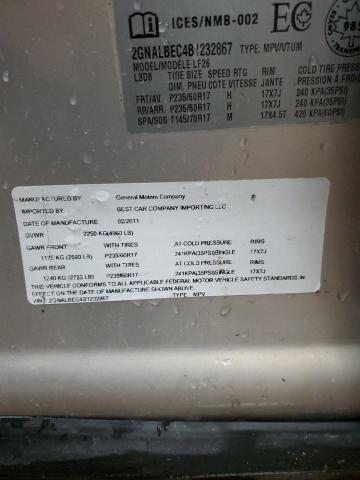 ICES/NMB-002 EC
2GNALBEC4B1232867 TYPE: MPV/VTUM
MODEL/MODÈLE LF26
LBD8 TIRE SIZE SPEED RTG RIM COLD TIRE
DIM. PNEU COTE VITESSE JANTE PRESSION À FROI
FRT/AV. P235/60R17 H 17X7J 240 KPA(35PSI)
RR/ARR. P235/60R17 H 17X7J 240 KPA(35PSI)
SPA/SOS T145/70R17 M 17X4.5T 420 KPA(60PSI)
MANUFACTURED BY General Motors Company
IMPORTED BY BEST CAR COMPANY IMPORTING LLC
DATE OF MANUFACTURE 02/2011
GVWR 2250 KG(4960 LB)
GAWR FRONT WITH TIRES AT COLD PRESSURE RIMS
1175 KG (2590 LB) P235/60R17 241KPA(35PSI)SINGLE 17X7J
GAWR REAR WITH TIRES AT COLD PRESSURE RIMS
1240 KG (2733 LB) P235/60R17 241KPA(35PSI)SINGLE 17X7J
THIS VEHICLE CONFORMS TO ALL APPLICABLE FEDERAL MOTOR VEHICLE SAFETY STANDARDS IN
EFFECT ON THE DATE OF MANUFACTURE SHOWN ABOVE.
VIN: 2GNALBEC4B1232867 TYPE: MPV